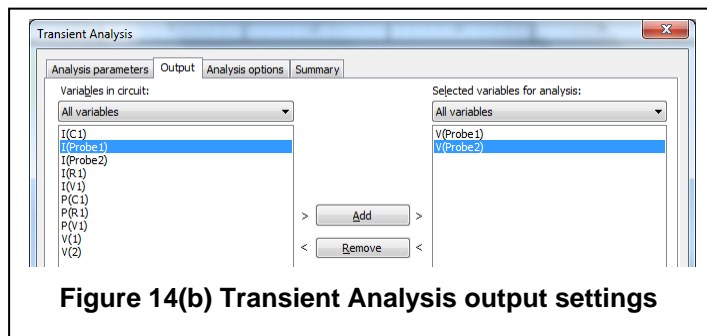 Transient Analysis
x
Analysis parameters Output Analysis options Summary
Variables in circuit:
All variables
I(C1)
I(Probe1)
I(Probe2)
I(R1)
I(V1)
P(C1)
P(R1)
P(V1)
V(1)
V(2)
> Add >
< Remove <
Selected variables for analysis:
All variables
V(Probe1)
V(Probe2)
Figure 14(b) Transient Analysis output settings